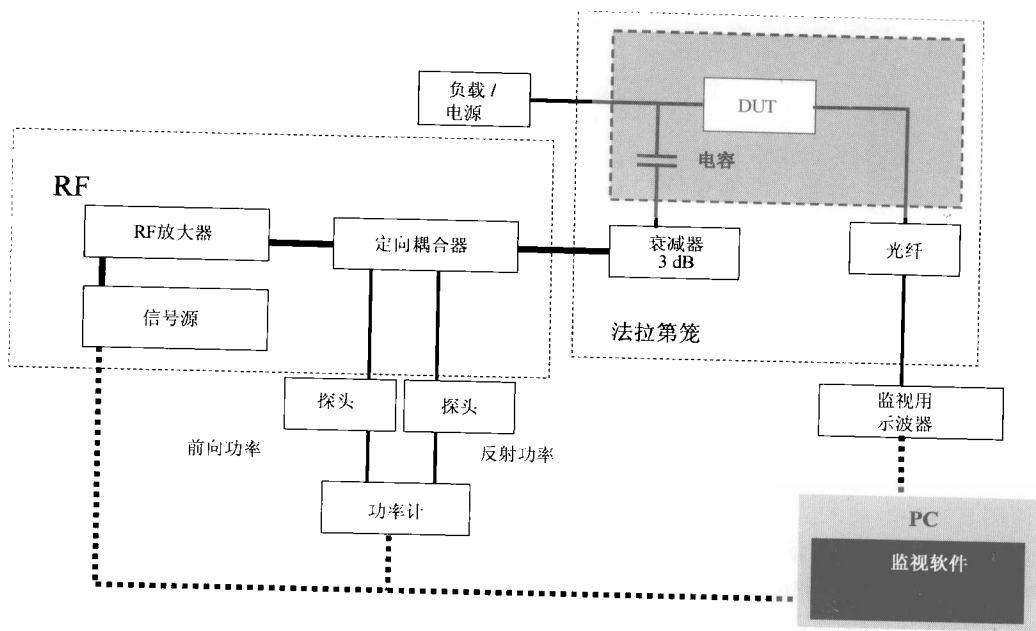 负载 /
电源
DUT
电容
RF
RF放大器
定向耦合器
衰减器
3 dB
光纤
信号源
法拉第笼
探头
探头
监视用
示波器
前向功率
反射功率
功率计
PC
监视软件